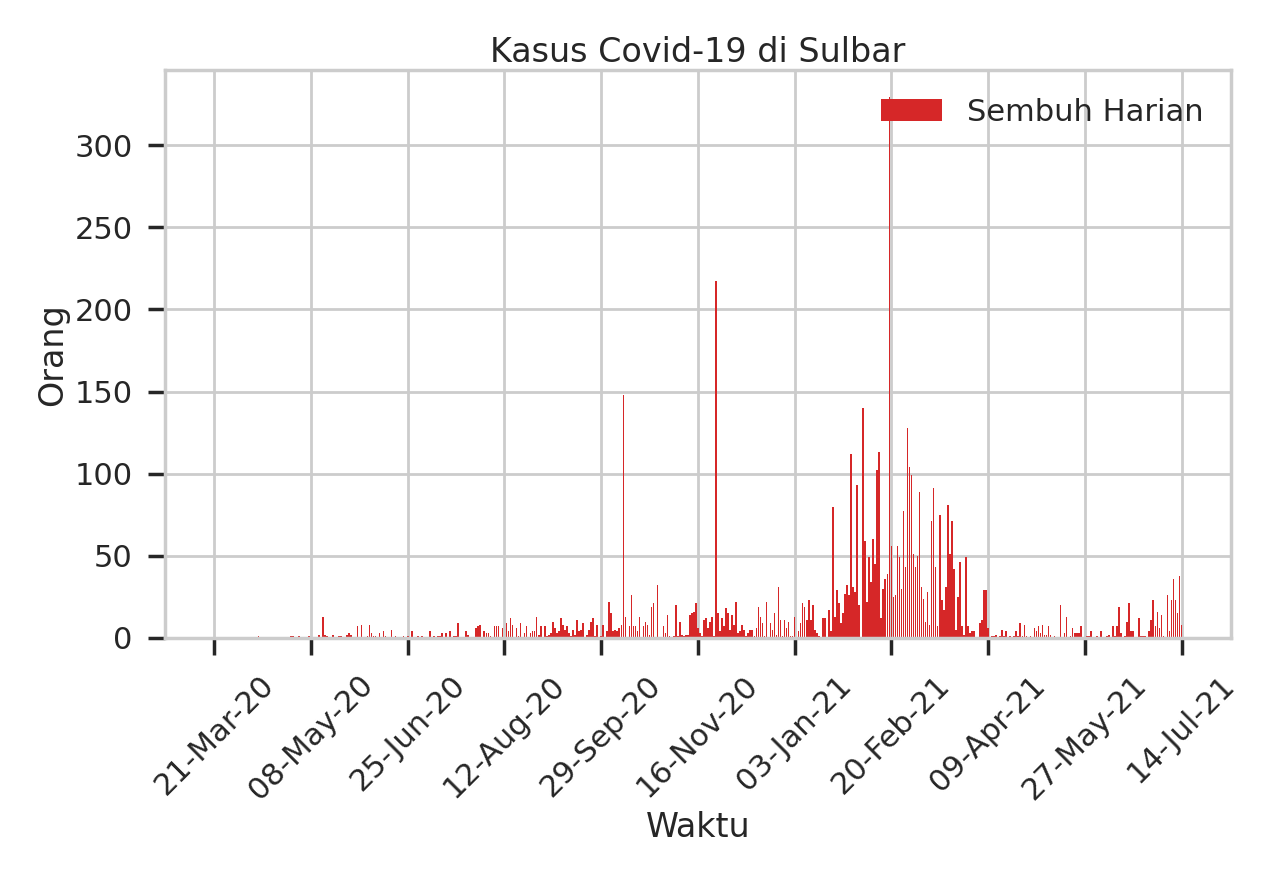 Kasus Covid-19 di Sulbar
Sembuh Harian
Orang
300
250
200
150
100
50
0
21-Mar-20
08-May-20
25-Jun-20
12-Aug-20
29-Sep-20
16-Nov-20
03-Jan-21
20-Feb-21
09-Apr-21
27-May-21
14-Jul-21
Waktu